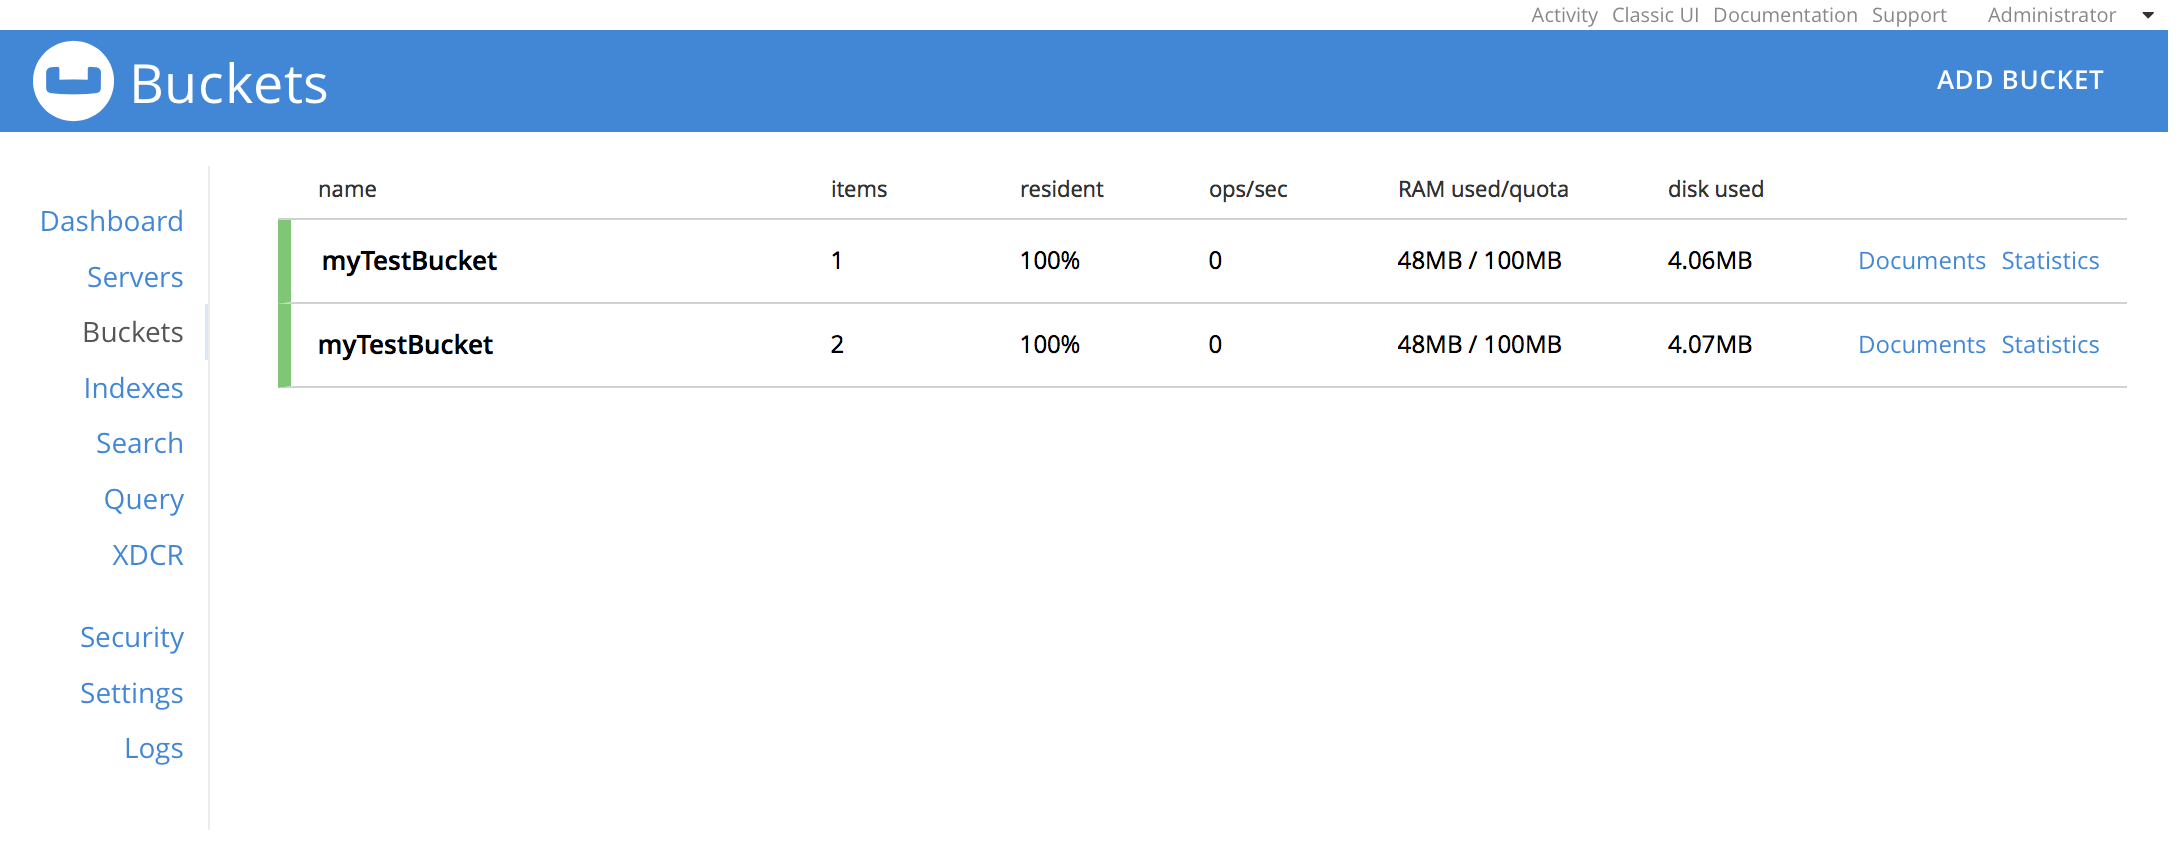 Activity Classic UI Documentation Support Administrator
Buckets ADD BUCKET
name items resident ops/sec RAM used/quota disk used
myTestBucket 1 100% 0 48MB / 100MB 4.06MB Documents Statistics
myTestBucket 2 100% 0 48MB / 100MB 4.07MB Documents Statistics
Dashboard
Servers
Buckets
Indexes
Search
Query
XDCR
Security
Settings
Logs